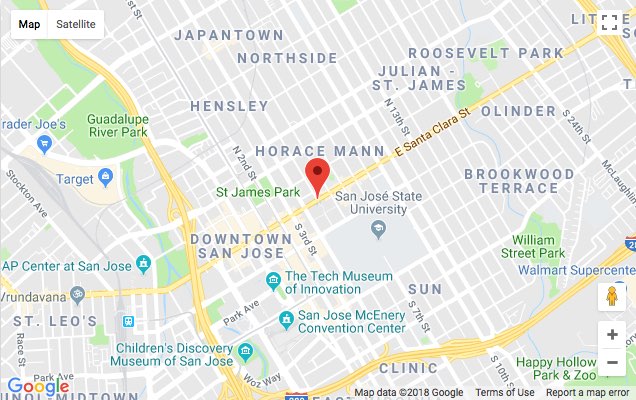 Map
Satellite
JAPANTOWN
NORTHSIDE
ROOSEVELT PARK
JULIAN -
ST. JAMES
HENSLEY
Guadalupe
River Park
N 13th St
E Santa Clara St
OLINDER
S 24th St
McLaughlin
rader Joe's
Target
Stockton Ave
N 2nd St
HORACE MANN
St James Park
BROOKWOOD
TERRACE
San José State
University
DOWNTOWN
SAN JOSE
S 3rd St
William
Street Park
AP Center at San Jose
Walmart Supercenter
The Tech Museum
of Innovation
Vrundavana
ST. LEO'S
Park Ave
San Jose McEnery
Convention Center
SUN
S 7th St
Race St
Park Ave
Children's Discovery
Museum of San Jose
Woz Way
CLINIC
S 10th St
Happy Hollow
Park & Zoo
Google
Map data ©2018 Google
Terms of Use
Report a map error